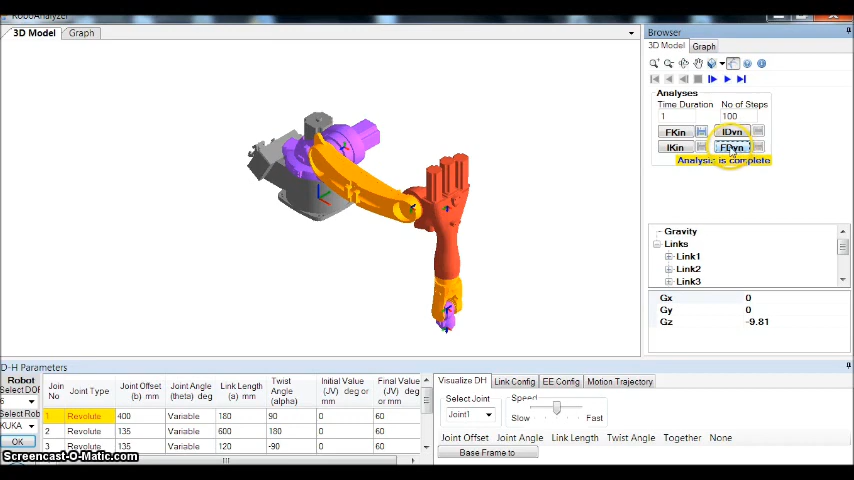 RoboAnalyzer
3D Model Graph
Browser
3D Model Graph
Analyses
Time Duration No of Steps
1 100
FKin IDyn
IKin FDyn
Analysis is complete
Gravity
Links
Link1
Link2
Link3
Gx 0
Gy 0
Gz -9.81
D-H Parameters
Robot
Select DOF
6
Select Rob
KUKA
OK
Join No Joint Type Joint Offset (b) mm Joint Angle (theta) deg Link Length (a) mm Twist Angle (alpha) Initial Value (JV) deg or mm Final Value (JV) deg or mm
1 Revolute 400 Variable 180 90 0 60
2 Revolute 135 Variable 600 180 0 60
3 Revolute 135 Variable 120 -90 0 60
Visualize DH Link Config EE Config Motion Trajectory
Select Joint
Joint1
Speed
Slow Fast
Joint Offset Joint Angle Link Length Twist Angle Together None
Base Frame to
Screencast-O-Matic.com